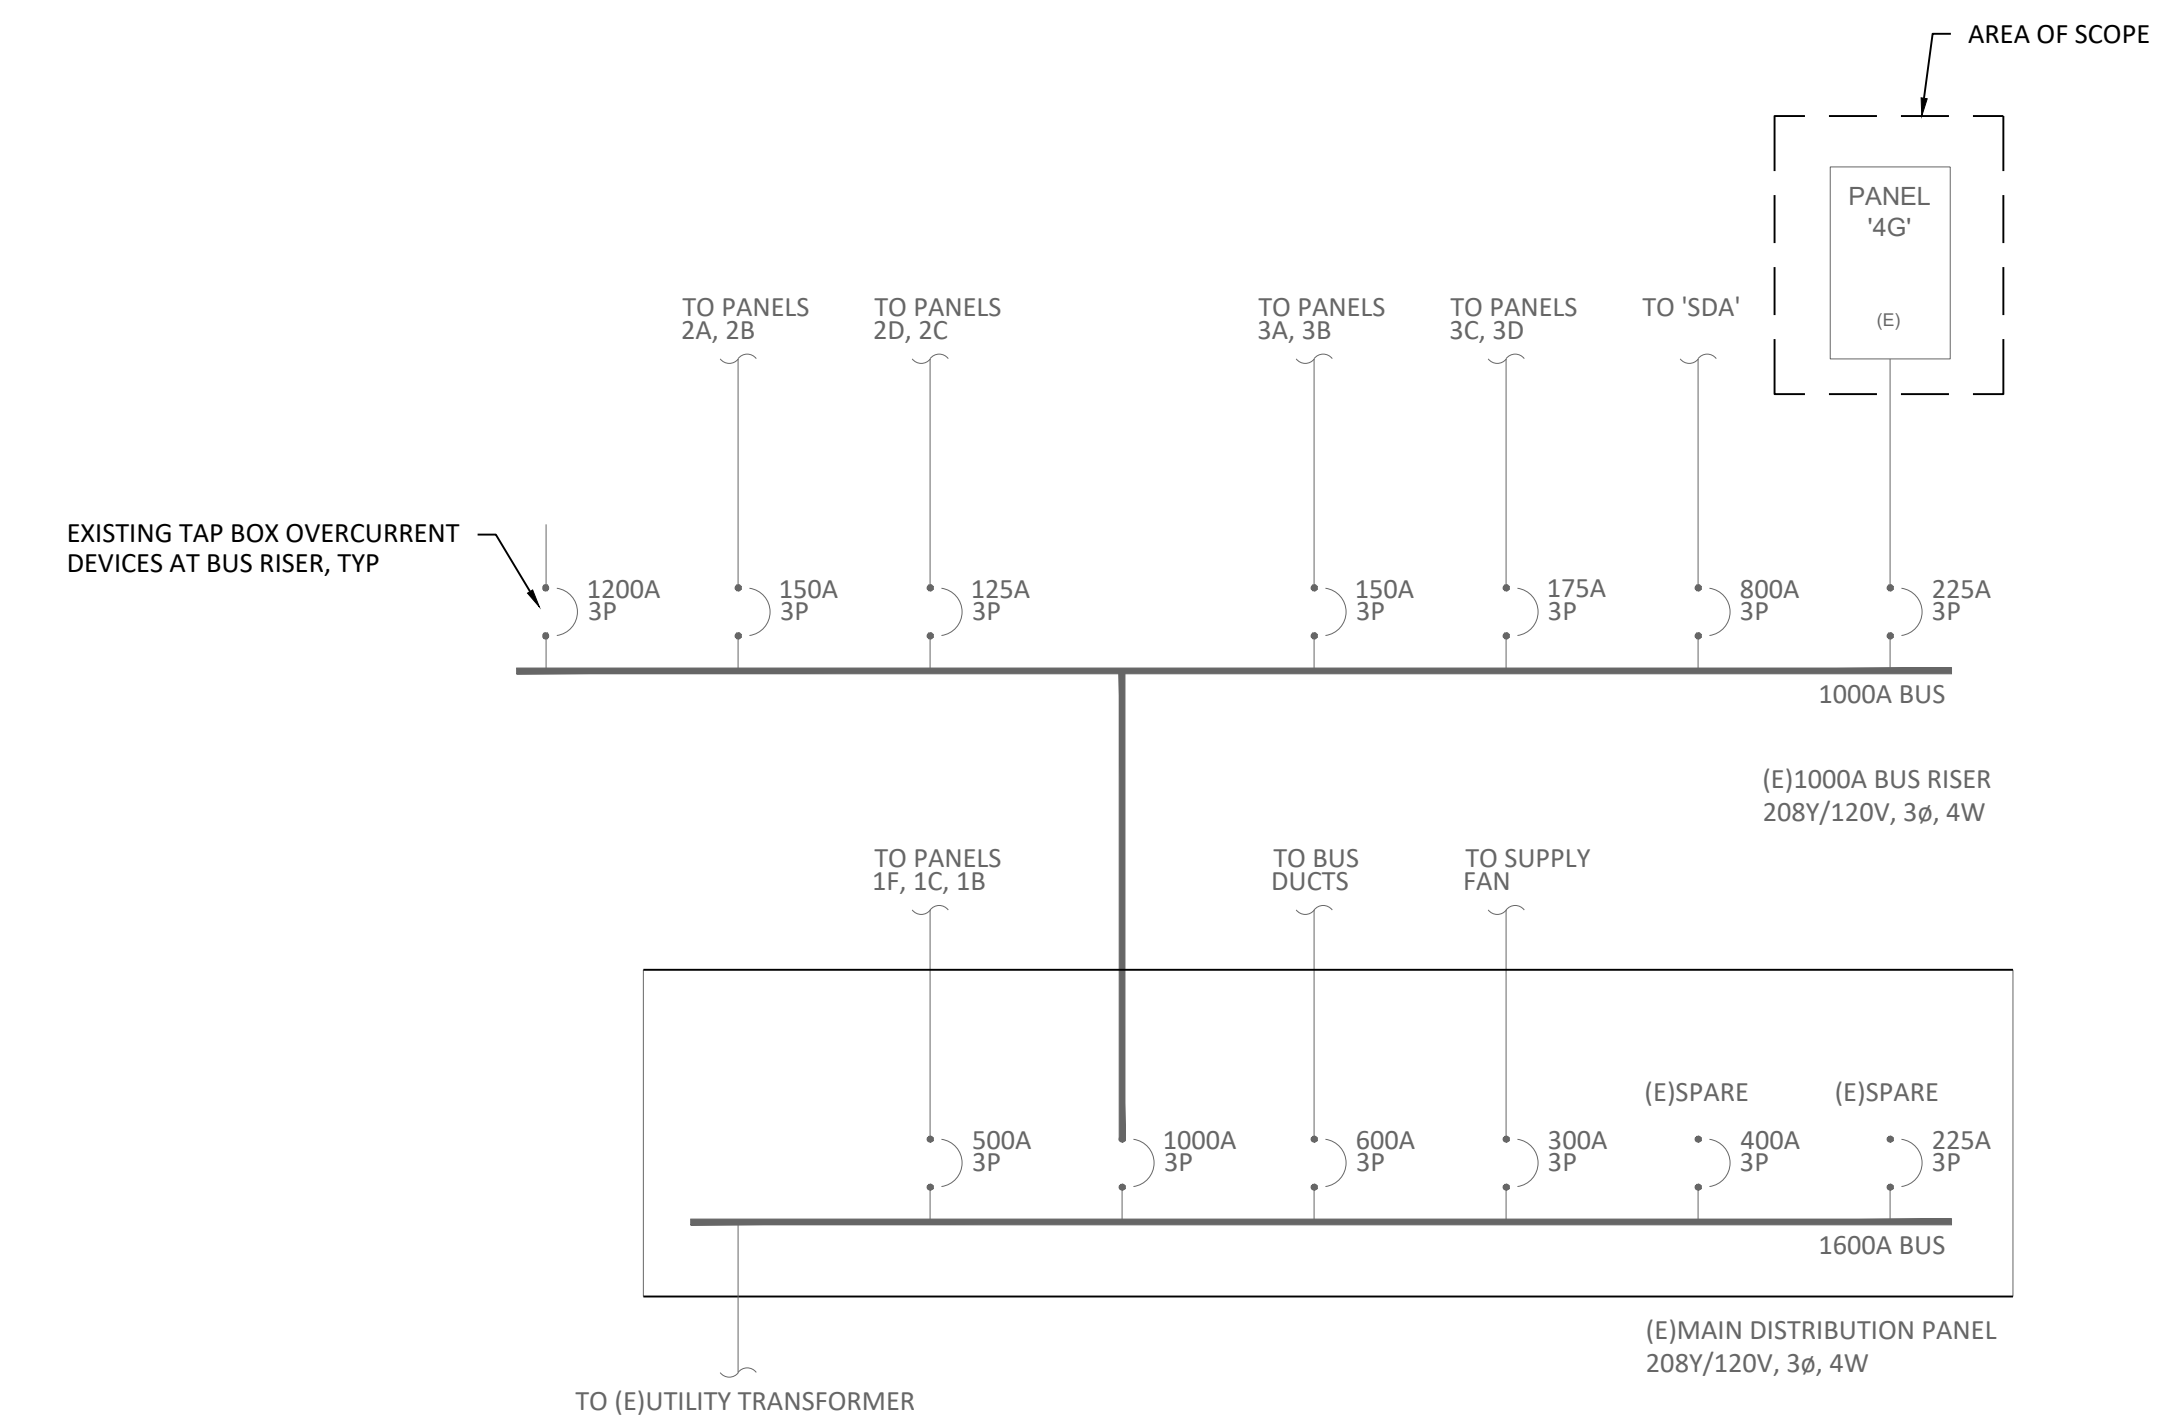 AREA OF SCOPE
PANEL
'4G'
(E)
TO PANELS
2A, 2B
TO PANELS
2D, 2C
TO PANELS
3A, 3B
TO PANELS
3C, 3D
TO 'SDA'
EXISTING TAP BOX OVERCURRENT
DEVICES AT BUS RISER, TYP
1200A
3P
150A
3P
125A
3P
150A
3P
175A
3P
800A
3P
225A
3P
1000A BUS
(E)1000A BUS RISER
208Y/120V, 3ø, 4W
TO PANELS
1F, 1C, 1B
TO BUS
DUCTS
TO SUPPLY
FAN
(E)SPARE
(E)SPARE
500A
3P
1000A
3P
600A
3P
300A
3P
400A
3P
225A
3P
1600A BUS
(E)MAIN DISTRIBUTION PANEL
208Y/120V, 3ø, 4W
TO (E)UTILITY TRANSFORMER